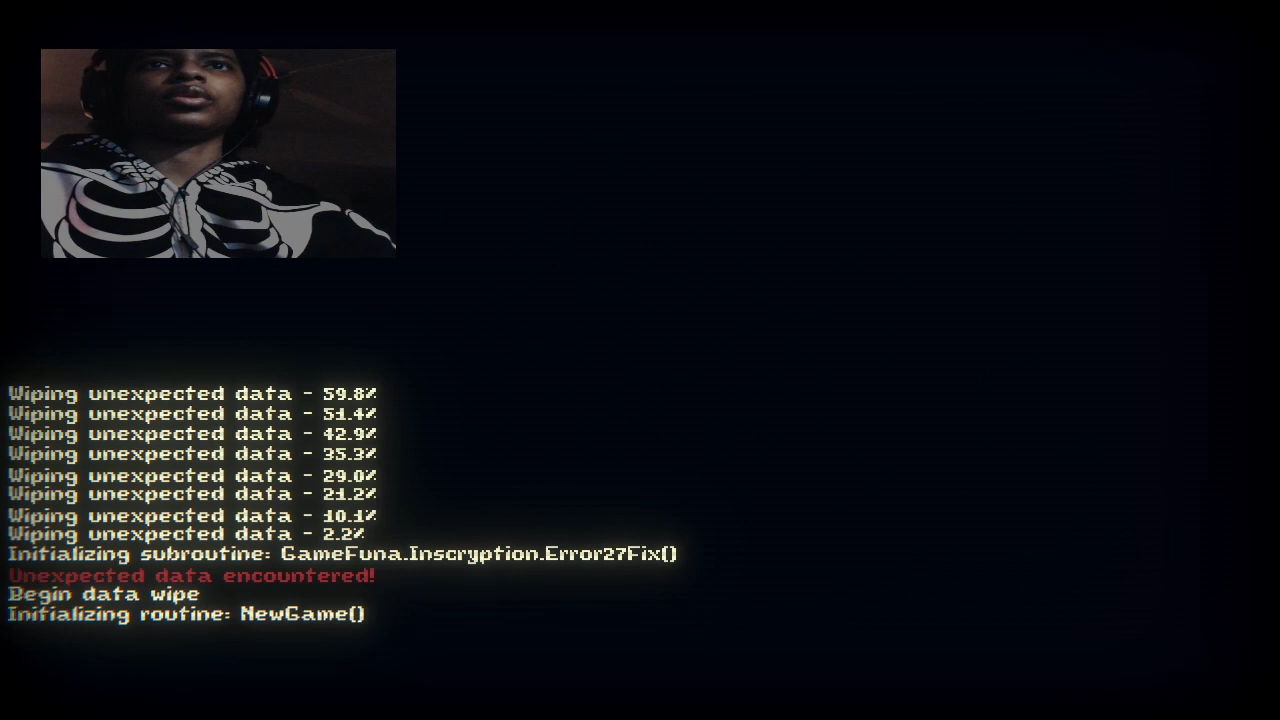 Wiping unexpected data - 59.8%
Wiping unexpected data - 51.4%
Wiping unexpected data - 42.9%
Wiping unexpected data - 35.3%
Wiping unexpected data - 29.0%
Wiping unexpected data - 21.2%
Wiping unexpected data - 10.1%
Wiping unexpected data - 2.2%
Initializing subroutine: GameFuna.Inscryption.Error27Fix()
Unexpected data encountered!
Begin data wipe
Initializing routine: NewGame()